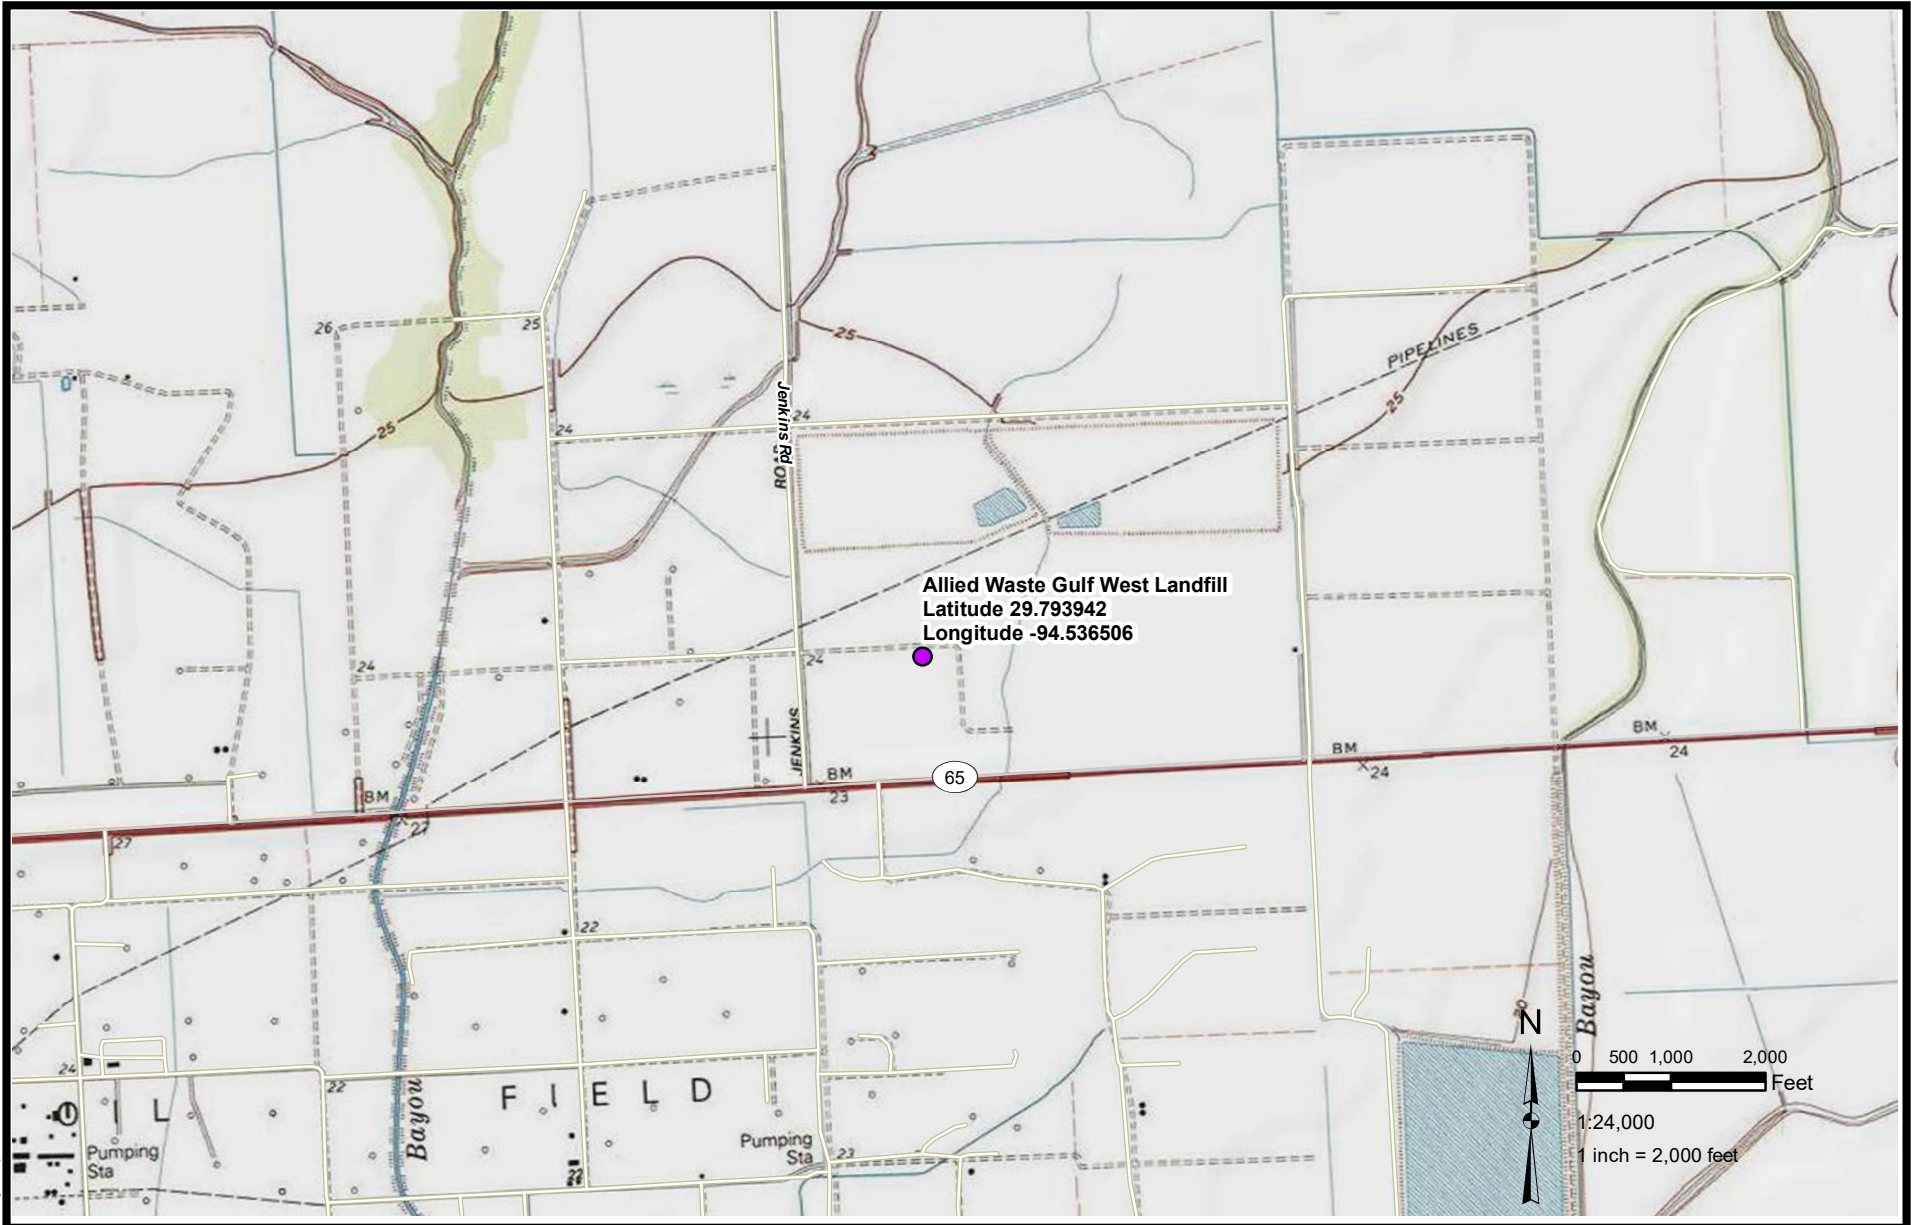 26
25
25
PIPELINES
25
25
24
24
Jenkins Rd
ROAD
Allied Waste Gulf West Landfill
Latitude 29.793942
Longitude -94.536506
24
24
JENKINS
BM
24
BM
24
BM
23
65
BM
27
27
22
Bayou
20
N
0 500 1,000 2,000
Feet
1:24,000
1 inch = 2,000 feet
24
22
Bayou
O I L
F I E L D
Pumping
Sta
Pumping
Sta
23
22